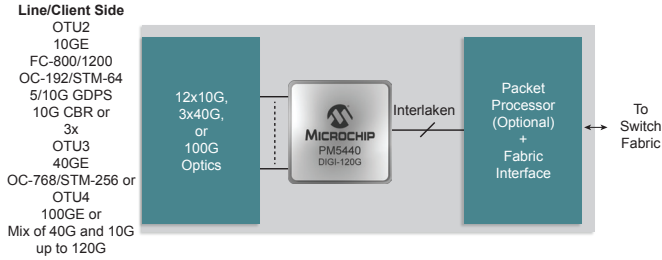 Line/Client Side
OTU2
10GE
FC-800/1200
OC-192/STM-64
5/10G GDPS
10G CBR or
3x
OTU3
40GE
OC-768/STM-256 or
OTU4
100GE or
Mix of 40G and 10G
up to 120G
12x10G,
3x40G,
or
100G
Optics
MICROCHIP
PM5440
DIGI-120G
Interlaken
Packet
Processor
(Optional)
+
Fabric
Interface
To
Switch
Fabric